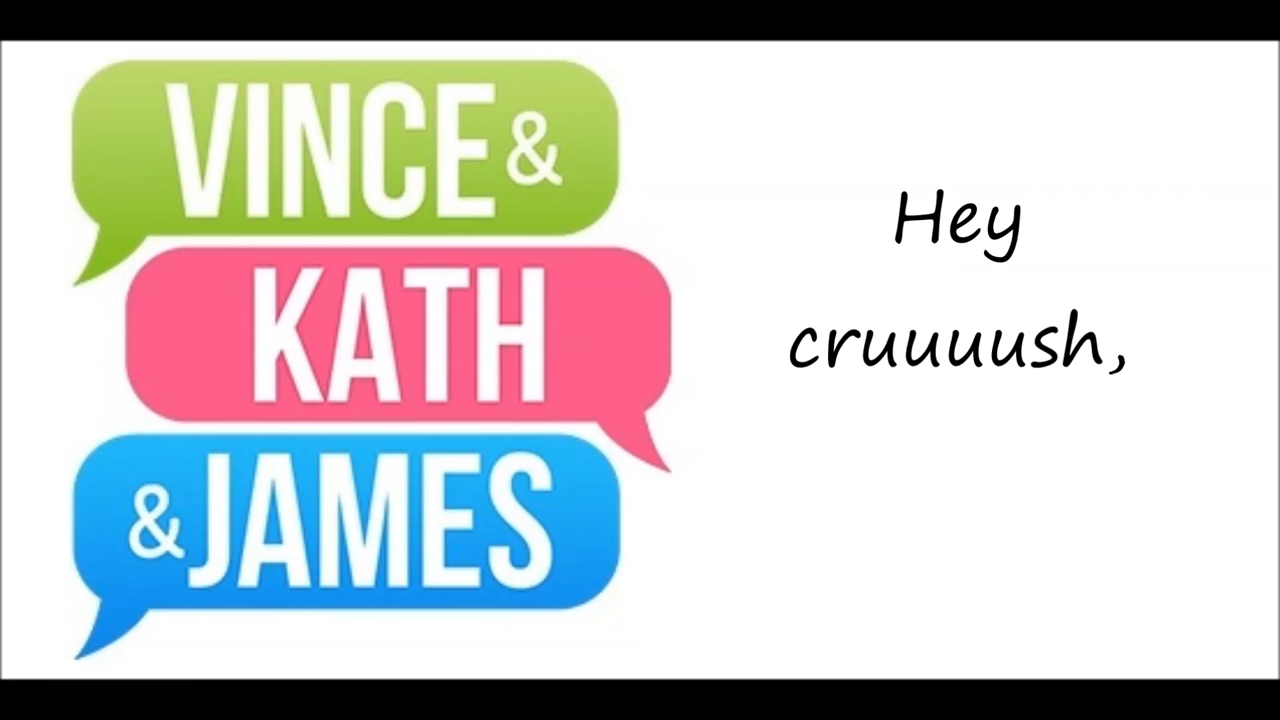 VINCE &
KATH
& JAMES
Hey
cruuuush,